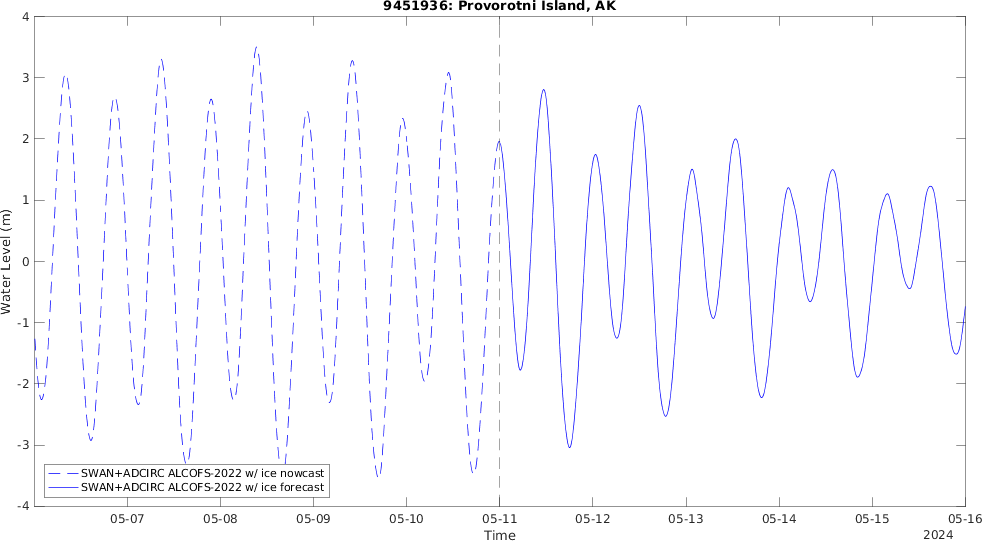 9451936: Provorotni Island, AK
Water Level (m)
4
3
2
1
0
-1
-2
-3
-4
SWAN+ADCIRC ALCOFS-2022 w/ ice nowcast
SWAN+ADCIRC ALCOFS-2022 w/ ice forecast
05-07 05-08 05-09 05-10 05-11 05-12 05-13 05-14 05-15 05-16
Time
2024